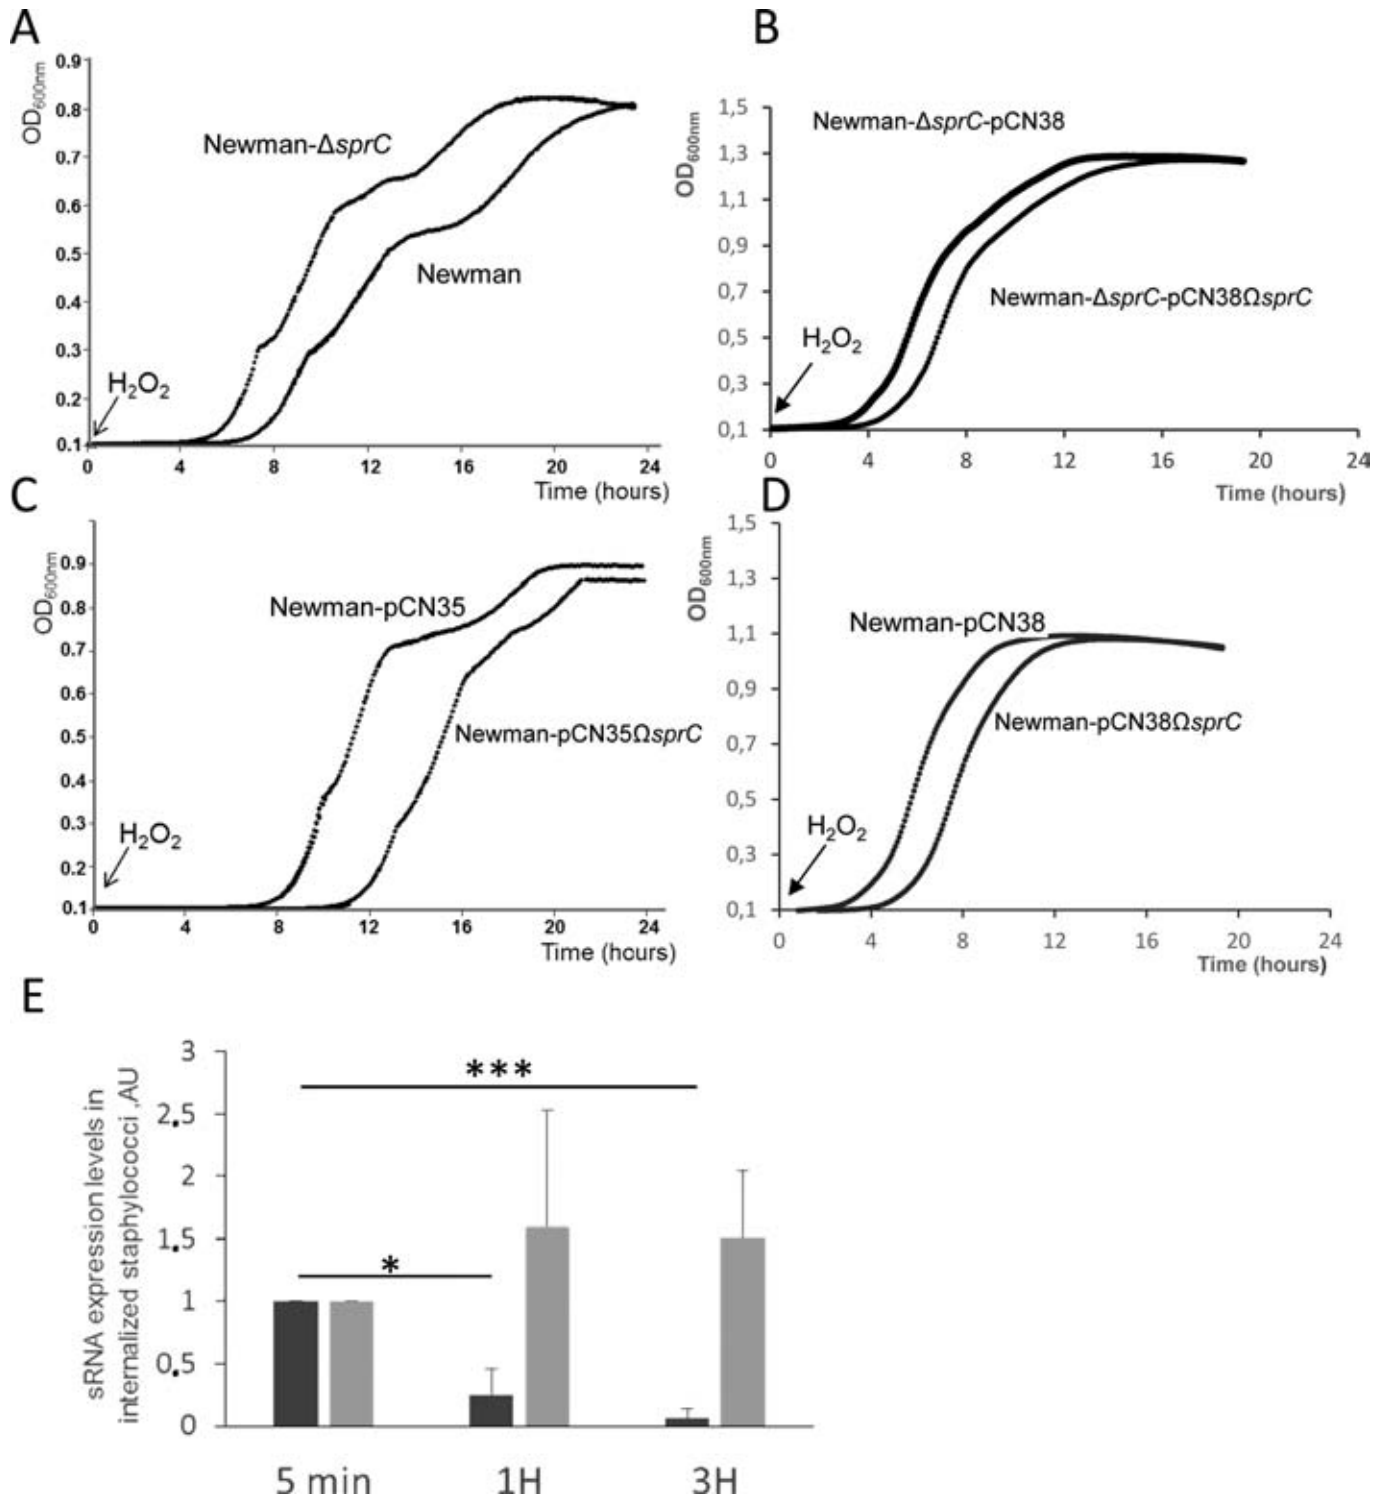 A
OD600nm
0.9
0.8
0.7
0.6
0.5
0.4
0.3
0.2
0.1
Newman-ΔsprC
Newman
H2O2
0 4 8 12 16 20 24
Time (hours)
B
OD600nm
1,5
1,3
1,1
0,9
0,7
0,5
0,3
0,1
Newman-ΔsprC-pCN38
Newman-ΔsprC-pCN38ΩsprC
H2O2
0 4 8 12 16 20 24
Time (hours)
C
OD600nm
0.9
0.8
0.7
0.6
0.5
0.4
0.3
0.2
0.1
Newman-pCN35
Newman-pCN35ΩsprC
H2O2
0 4 8 12 16 20 24
Time (hours)
D
OD600nm
1,5
1,3
1,1
0,9
0,7
0,5
0,3
0,1
Newman-pCN38
Newman-pCN38ΩsprC
H2O2
0 4 8 12 16 20 24
Time (hours)
E
sRNA expression levels in
internalized staphylococci ,AU
3
2.5
2
1.5
1
0.5
0
***
*
5 min 1H 3H